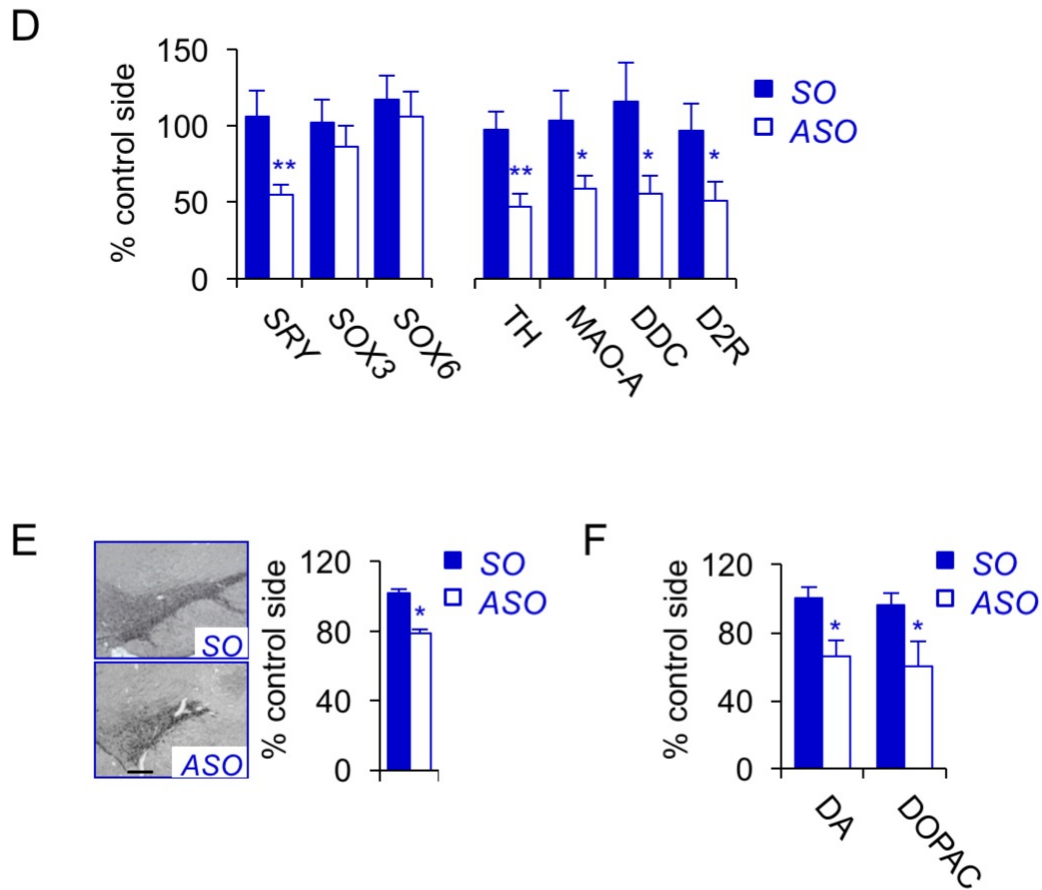 D
150
100
50
0
% control side
SO
ASO
**
**
*
*
*
SRY
SOX3
SOX6
TH
MAO-A
DDC
D2R
E
SO
ASO
120
80
40
0
% control side
*
SO
ASO
F
120
80
40
0
% control side
*
*
SO
ASO
DA
DOPAC